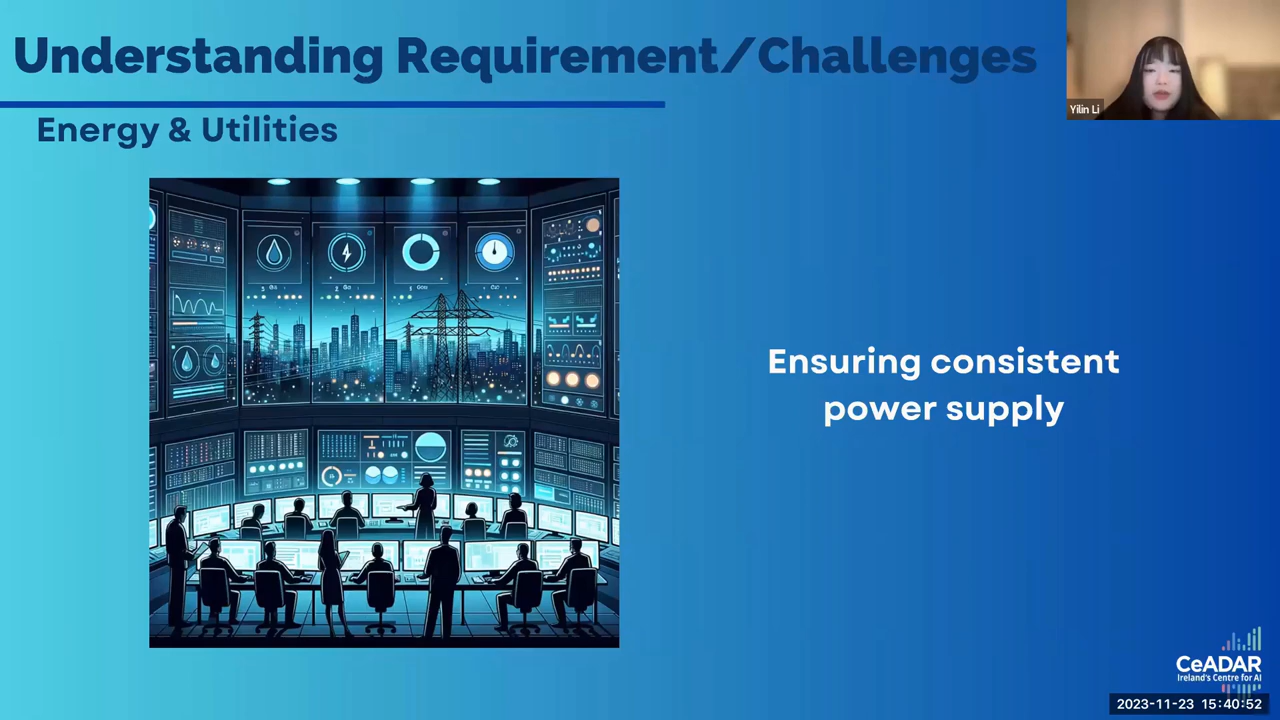 Understanding Requirement/Challenges
Yilin Li
Energy & Utilities
Ensuring consistent
power supply
CeADAR
Ireland's Centre for AI
2023-11-23 15:40:52